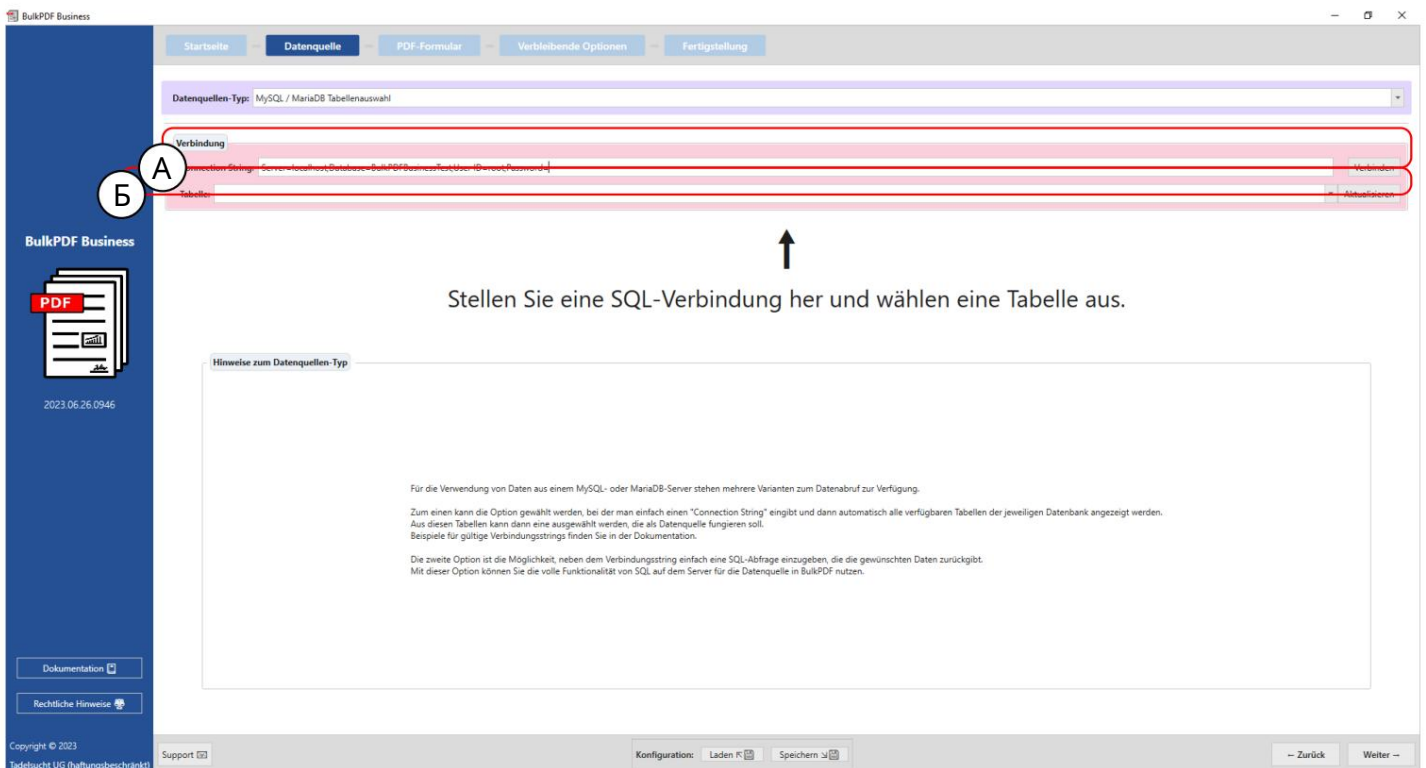 BulkPDF Business
Startseite
Datenquelle
PDF-Formular
Verbleibende Optionen
Fertigstellung
Datenquellen-Typ: MySQL / MariaDB Tabellenauswahl
Verbindung
А
Connection String: Server=localhost;Database=BulkPDFBusinessTest;User ID=root;Password=
Verbinden
Б
Tabelle:
Aktualisieren
BulkPDF Business
PDF
2023.06.26.0946
Stellen Sie eine SQL-Verbindung her und wählen eine Tabelle aus.
Hinweise zum Datenquellen-Typ
Für die Verwendung von Daten aus einem MySQL- oder MariaDB-Server stehen mehrere Varianten zum Datenabruf zur Verfügung.
Zum einen kann die Option gewählt werden, bei der man einfach einen "Connection String" eingibt und dann automatisch alle verfügbaren Tabellen der jeweiligen Datenbank angezeigt werden.
Aus diesen Tabellen kann dann eine ausgewählt werden, die als Datenquelle fungieren soll.
Beispiele für gültige Verbindungsstrings finden Sie in der Dokumentation.
Die zweite Option ist die Möglichkeit, neben dem Verbindungsstring einfach eine SQL-Abfrage einzugeben, die die gewünschten Daten zurückgibt.
Mit dieser Option können Sie die volle Funktionalität von SQL auf dem Server für die Datenquelle in BulkPDF nutzen.
Dokumentation
Rechtliche Hinweise
Copyright © 2023
Tadelsucht UG (haftungsbeschränkt)
Support
Konfiguration: Laden Speichern
← Zurück
Weiter →